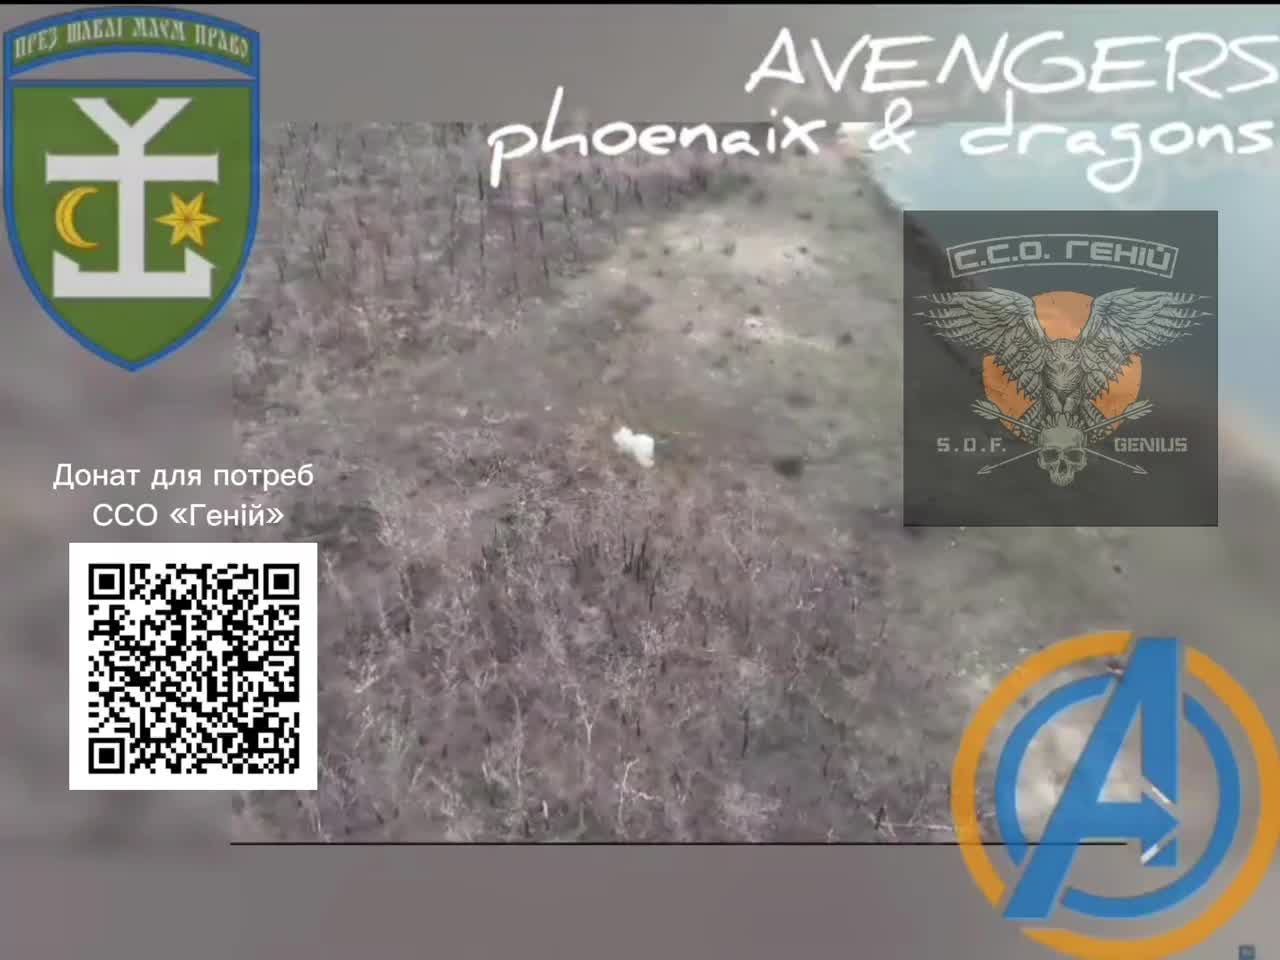 ПРЕЗ ШАБЛІ МАЄМ ПРАВО
AVENGERS
phoenaix & dragons
С.С.О. ГЕНІЙ
S.O.F. GENIUS
Донат для потреб
ССО «Геній»